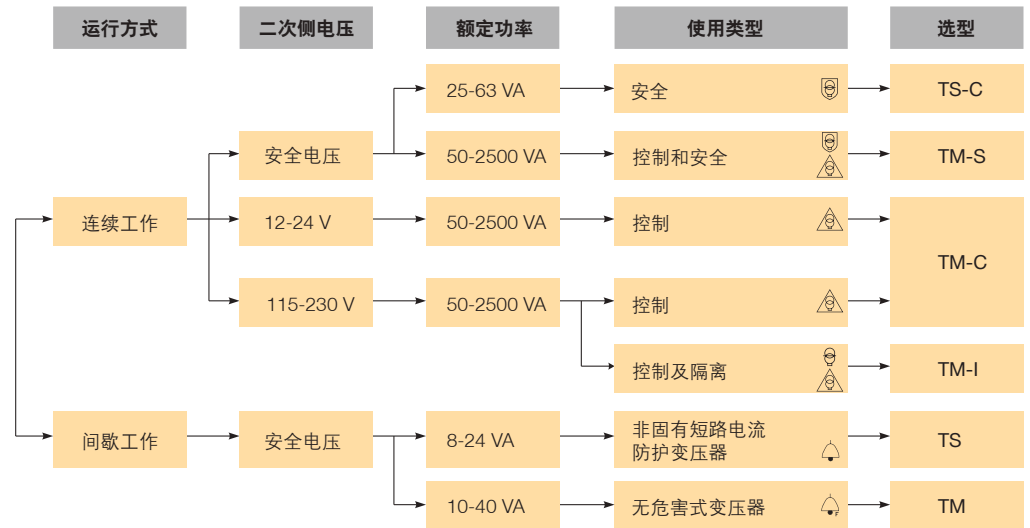 运行方式
二次侧电压
额定功率
使用类型
选型
25-63 VA
安全
TS-C
安全电压
50-2500 VA
控制和安全
TM-S
连续工作
12-24 V
50-2500 VA
控制
TM-C
115-230 V
50-2500 VA
控制
控制及隔离
TM-I
间歇工作
安全电压
8-24 VA
非固有短路电流
防护变压器
TS
10-40 VA
无危害式变压器
F
TM